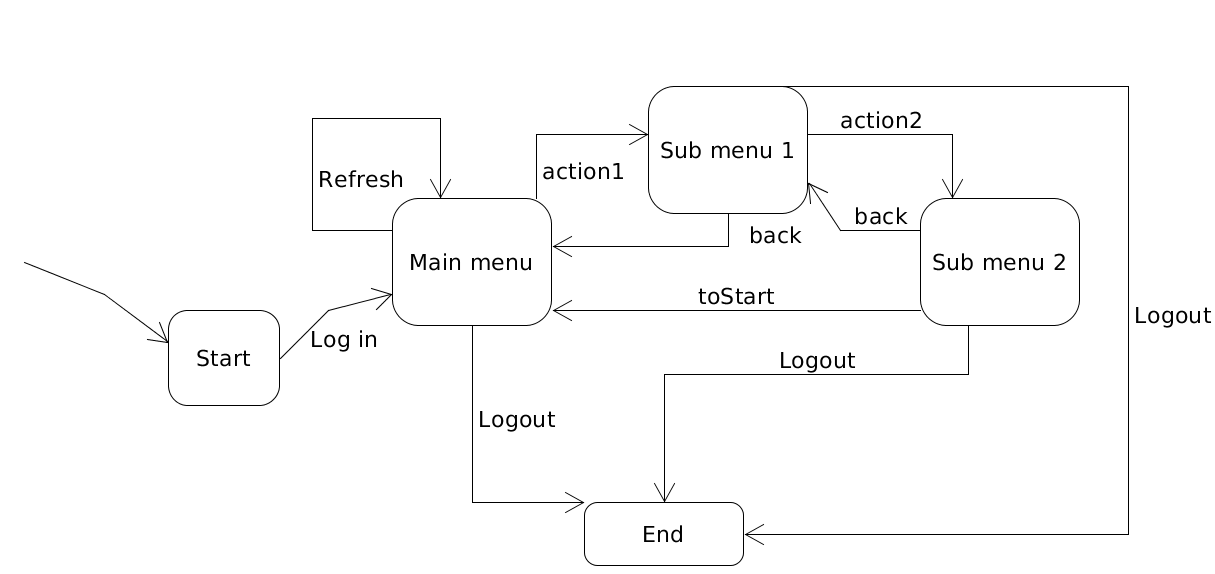 action2
Sub menu 1
action1
Refresh
back
back
Main menu
Sub menu 2
toStart
Logout
Log in
Start
Logout
Logout
End